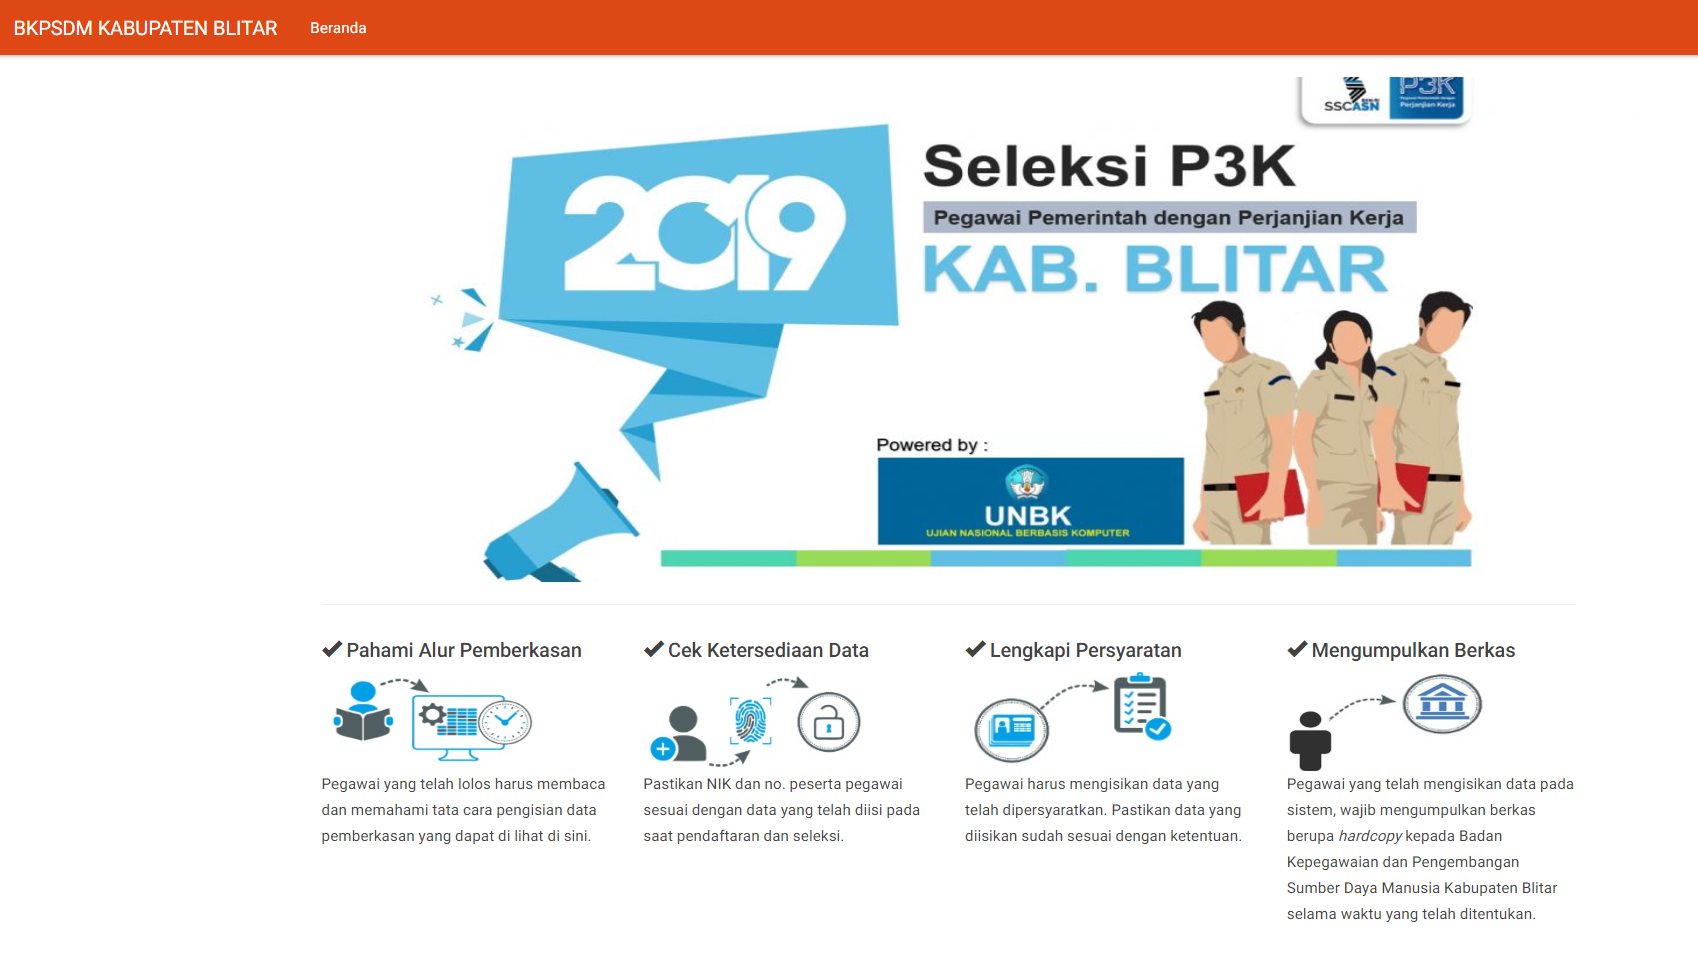 BKPSDM KABUPATEN BLITAR
Beranda
SSCASN
P3K
Pegawai Pemerintah dengan
Perjanjian Kerja
2019
Seleksi P3K
Pegawai Pemerintah dengan Perjanjian Kerja
KAB. BLITAR
Powered by :
UNBK
UJIAN NASIONAL BERBASIS KOMPUTER
Pahami Alur Pemberkasan
Pegawai yang telah lolos harus membaca
dan memahami tata cara pengisian data
pemberkasan yang dapat di lihat di sini.
Cek Ketersediaan Data
Pastikan NIK dan no. peserta pegawai
sesuai dengan data yang telah diisi pada
saat pendaftaran dan seleksi.
Lengkapi Persyaratan
Pegawai harus mengisikan data yang
telah dipersyaratkan. Pastikan data yang
diisikan sudah sesuai dengan ketentuan.
Mengumpulkan Berkas
Pegawai yang telah mengisikan data pada
sistem, wajib mengumpulkan berkas
berupa hardcopy kepada Badan
Kepegawaian dan Pengembangan
Sumber Daya Manusia Kabupaten Blitar
selama waktu yang telah ditentukan.